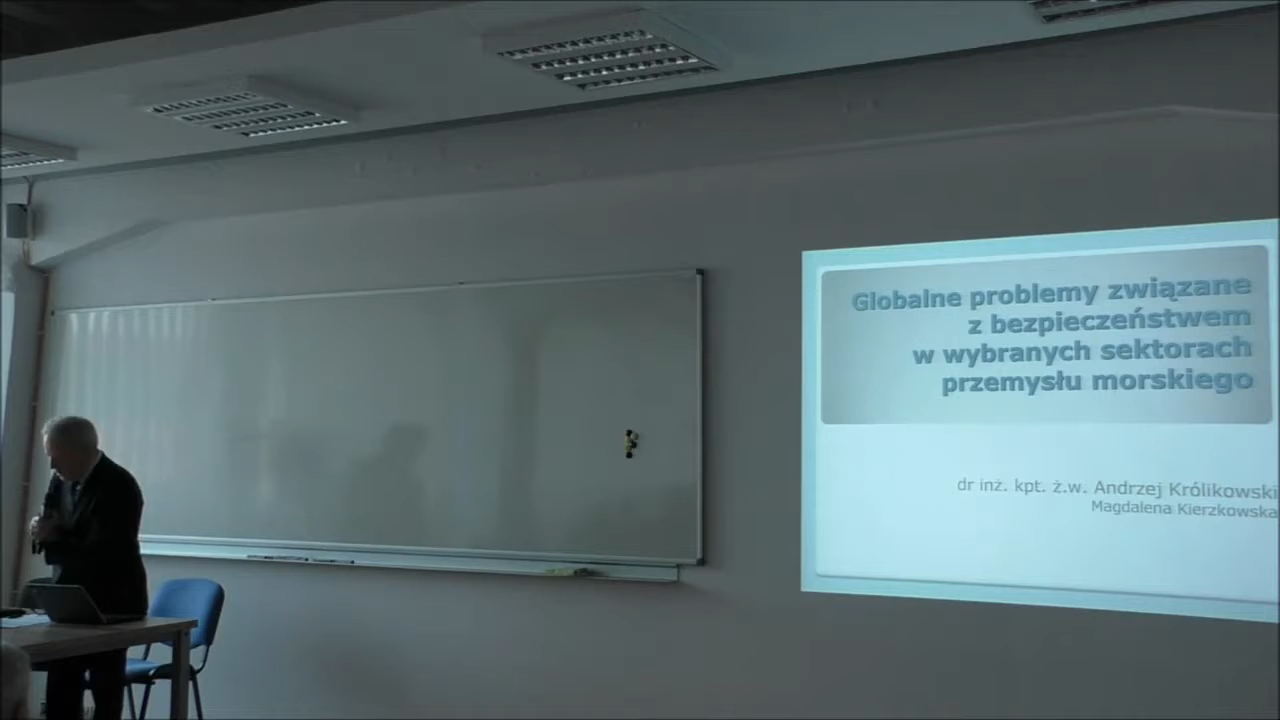 Globalne problemy związane
z bezpieczeństwem
w wybranych sektorach
przemysłu morskiego
dr inż. kpt. ż.w. Andrzej Królikowski
Magdalena Kierzkowska